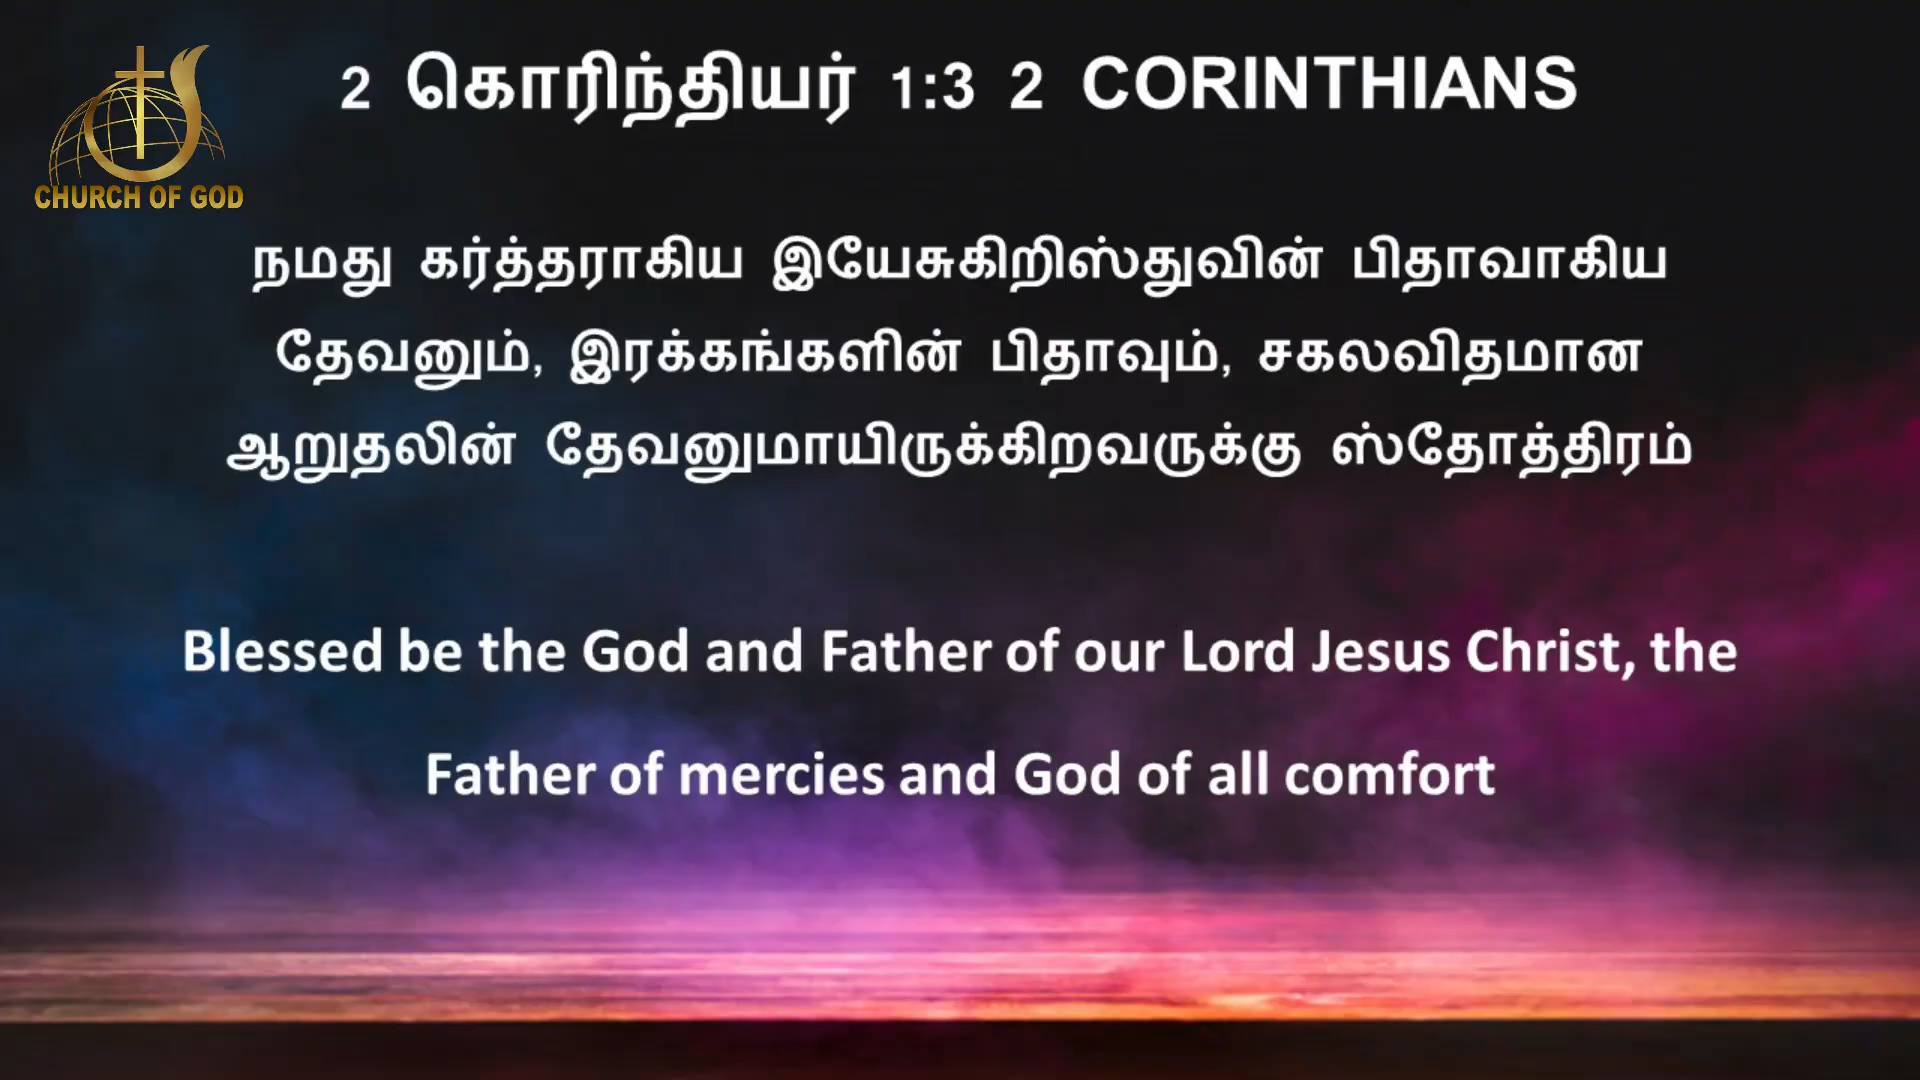 CHURCH OF GOD
2 கொரிந்தியர் 1:3 2 CORINTHIANS
நமது கர்த்தராகிய இயேசுகிறிஸ்துவின் பிதாவாகிய
தேவனும், இரக்கங்களின் பிதாவும், சகலவிதமான
ஆறுதலின் தேவனுமாயிருக்கிறவருக்கு ஸ்தோத்திரம்
Blessed be the God and Father of our Lord Jesus Christ, the
Father of mercies and God of all comfort